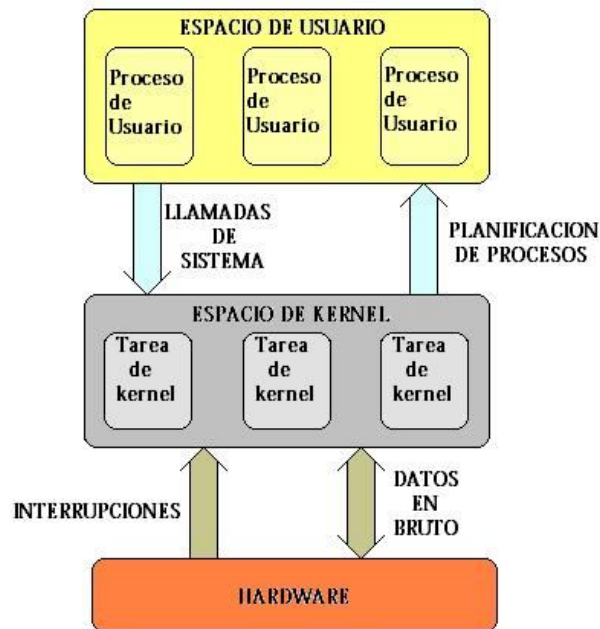 ESPACIO DE USUARIO
Proceso
de
Usuario
Proceso
de
Usuario
Proceso
de
Usuario
LLAMADAS
DE
SISTEMA
PLANIFICACION
DE PROCESOS
ESPACIO DE KERNEL
Tarea
de
kernel
Tarea
de
kernel
Tarea
de
kernel
INTERRUPCIONES
DATOS
EN
BRUTO
HARDWARE